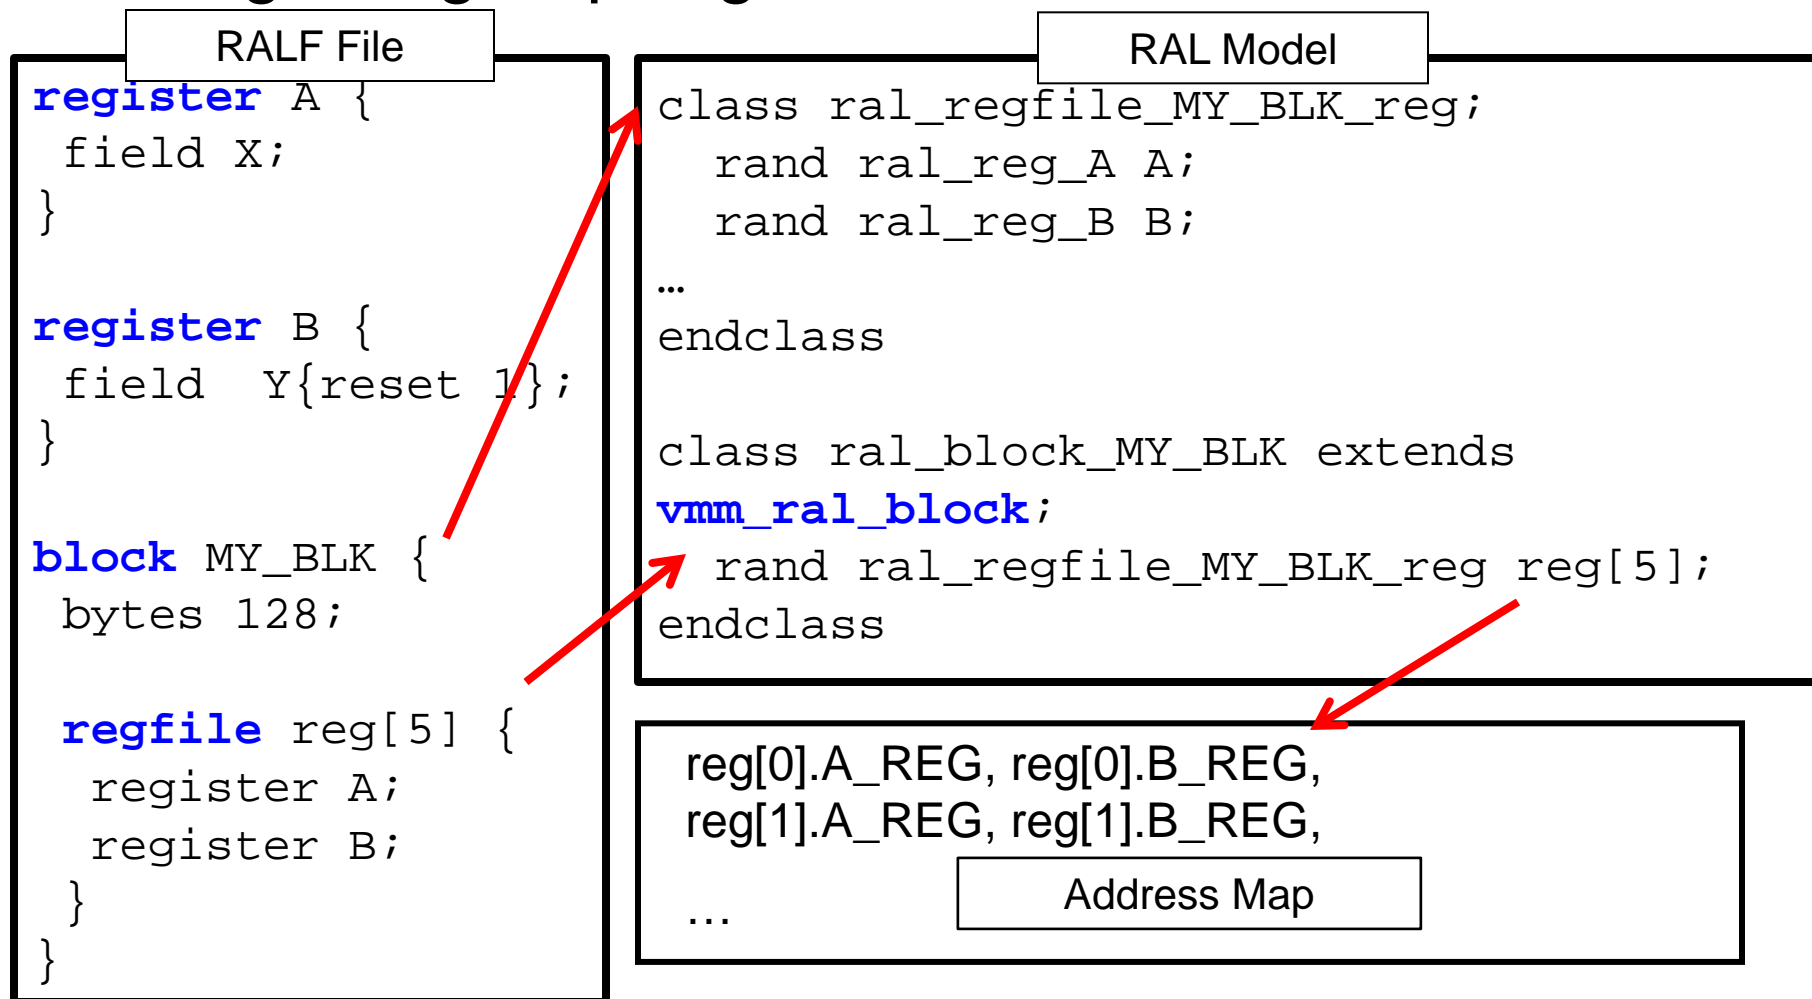 RALF File
register A {
field X;
}
register B {
field Y{reset 1};
}
block MY_BLK {
bytes 128;
regfile reg[5] {
register A;
register B;
}
}
RAL Model
class ral_regfile_MY_BLK_reg;
rand ral_reg_A A;
rand ral_reg_B B;
…
endclass
class ral_block_MY_BLK extends
vmm_ral_block;
rand ral_regfile_MY_BLK_reg reg[5];
endclass
reg[0].A_REG, reg[0].B_REG,
reg[1].A_REG, reg[1].B_REG,
…
Address Map